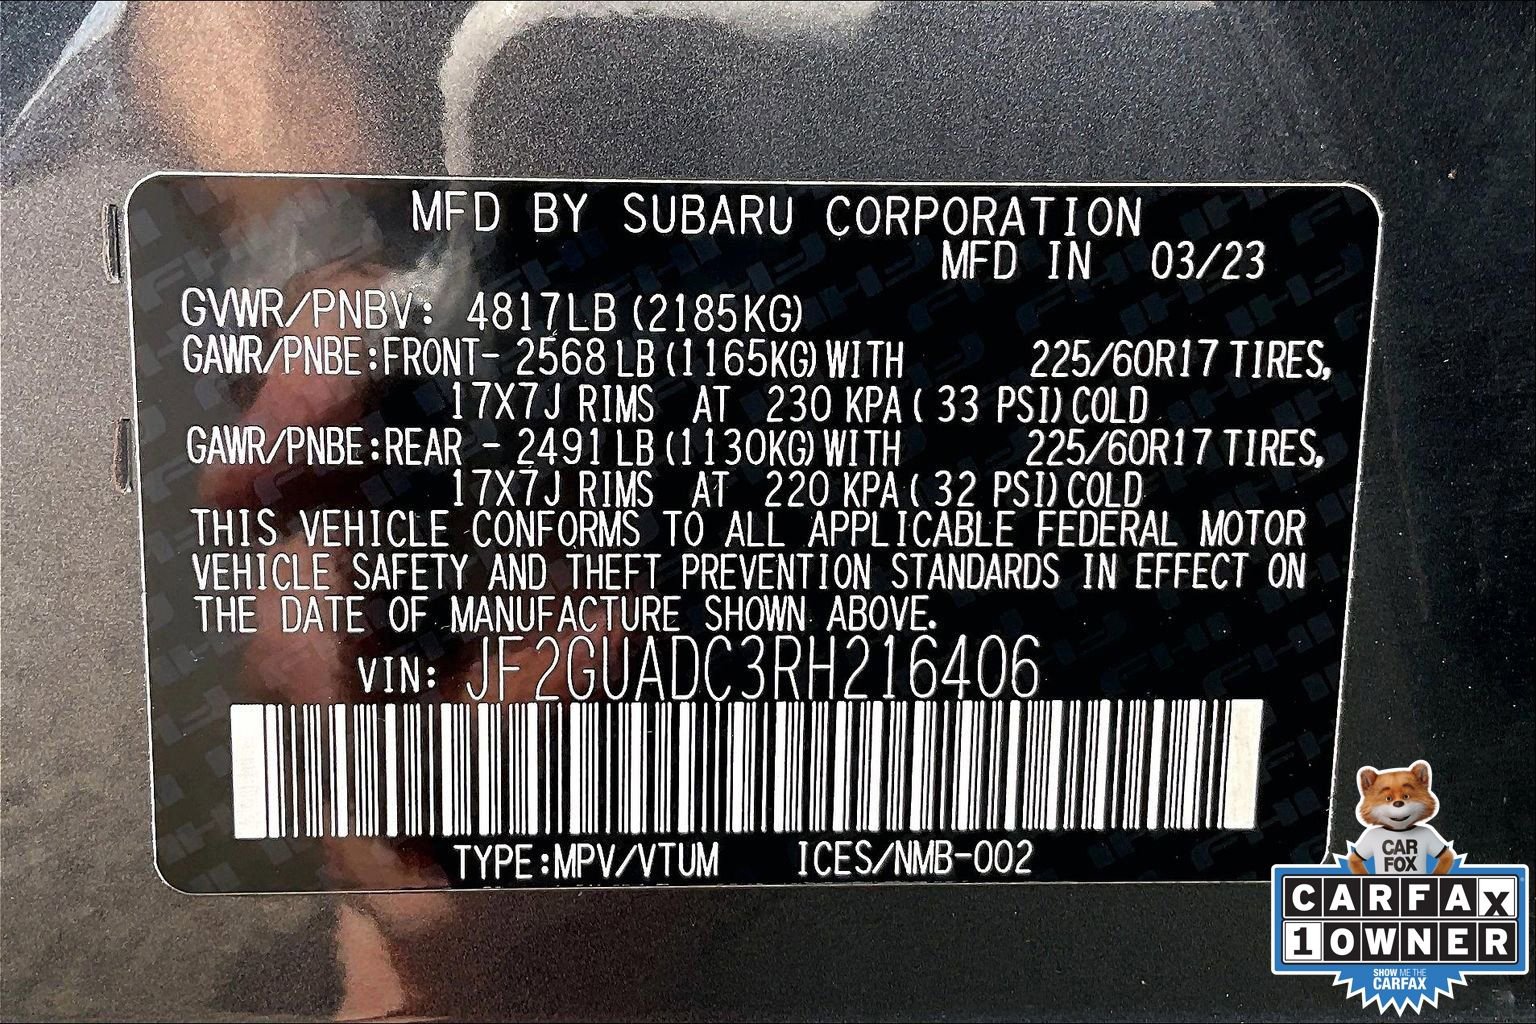 MFD BY SUBARU CORPORATION
MFD IN 03/23
GVWR/PNBV: 4817LB (2185KG)
GAWR/PNBE:FRONT- 2568 LB (1165KG) WITH 225/60R17 TIRES,
17X7J RIMS AT 230 KPA ( 33 PSI) COLD
GAWR/PNBE:REAR - 2491 LB (1130KG) WITH 225/60R17 TIRES,
17X7J RIMS AT 220 KPA ( 32 PSI) COLD
THIS VEHICLE CONFORMS TO ALL APPLICABLE FEDERAL MOTOR
VEHICLE SAFETY AND THEFT PREVENTION STANDARDS IN EFFECT ON
THE DATE OF MANUFACTURE SHOWN ABOVE.
VIN: JF2GUADC3RH216406
TYPE:MPV/VTUM ICES/NMB-002
CAR
FOX
CARFAX
1 OWNER
SHOW ME THE
CARFAX